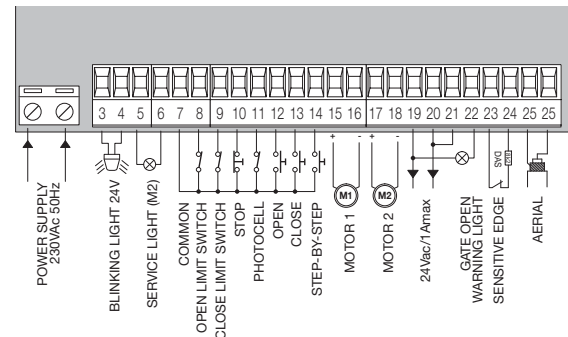 3 4 5 6 7 8 9 10 11 12 13 14 15 16 17 18 19 20 21 22 23 24 25 25
+ - + -
M1
M2
DAS
8K2
POWER SUPPLY
230VAc 50Hz
BLINKING LIGHT 24V
SERVICE LIGHT (M2)
COMMON
OPEN LIMIT SWITCH
CLOSE LIMIT SWITCH
STOP
PHOTOCELL
OPEN
CLOSE
STEP-BY-STEP
MOTOR 1
MOTOR 2
24Vac/1Amax
GATE OPEN
WARNING LIGHT
SENSITIVE EDGE
AERIAL